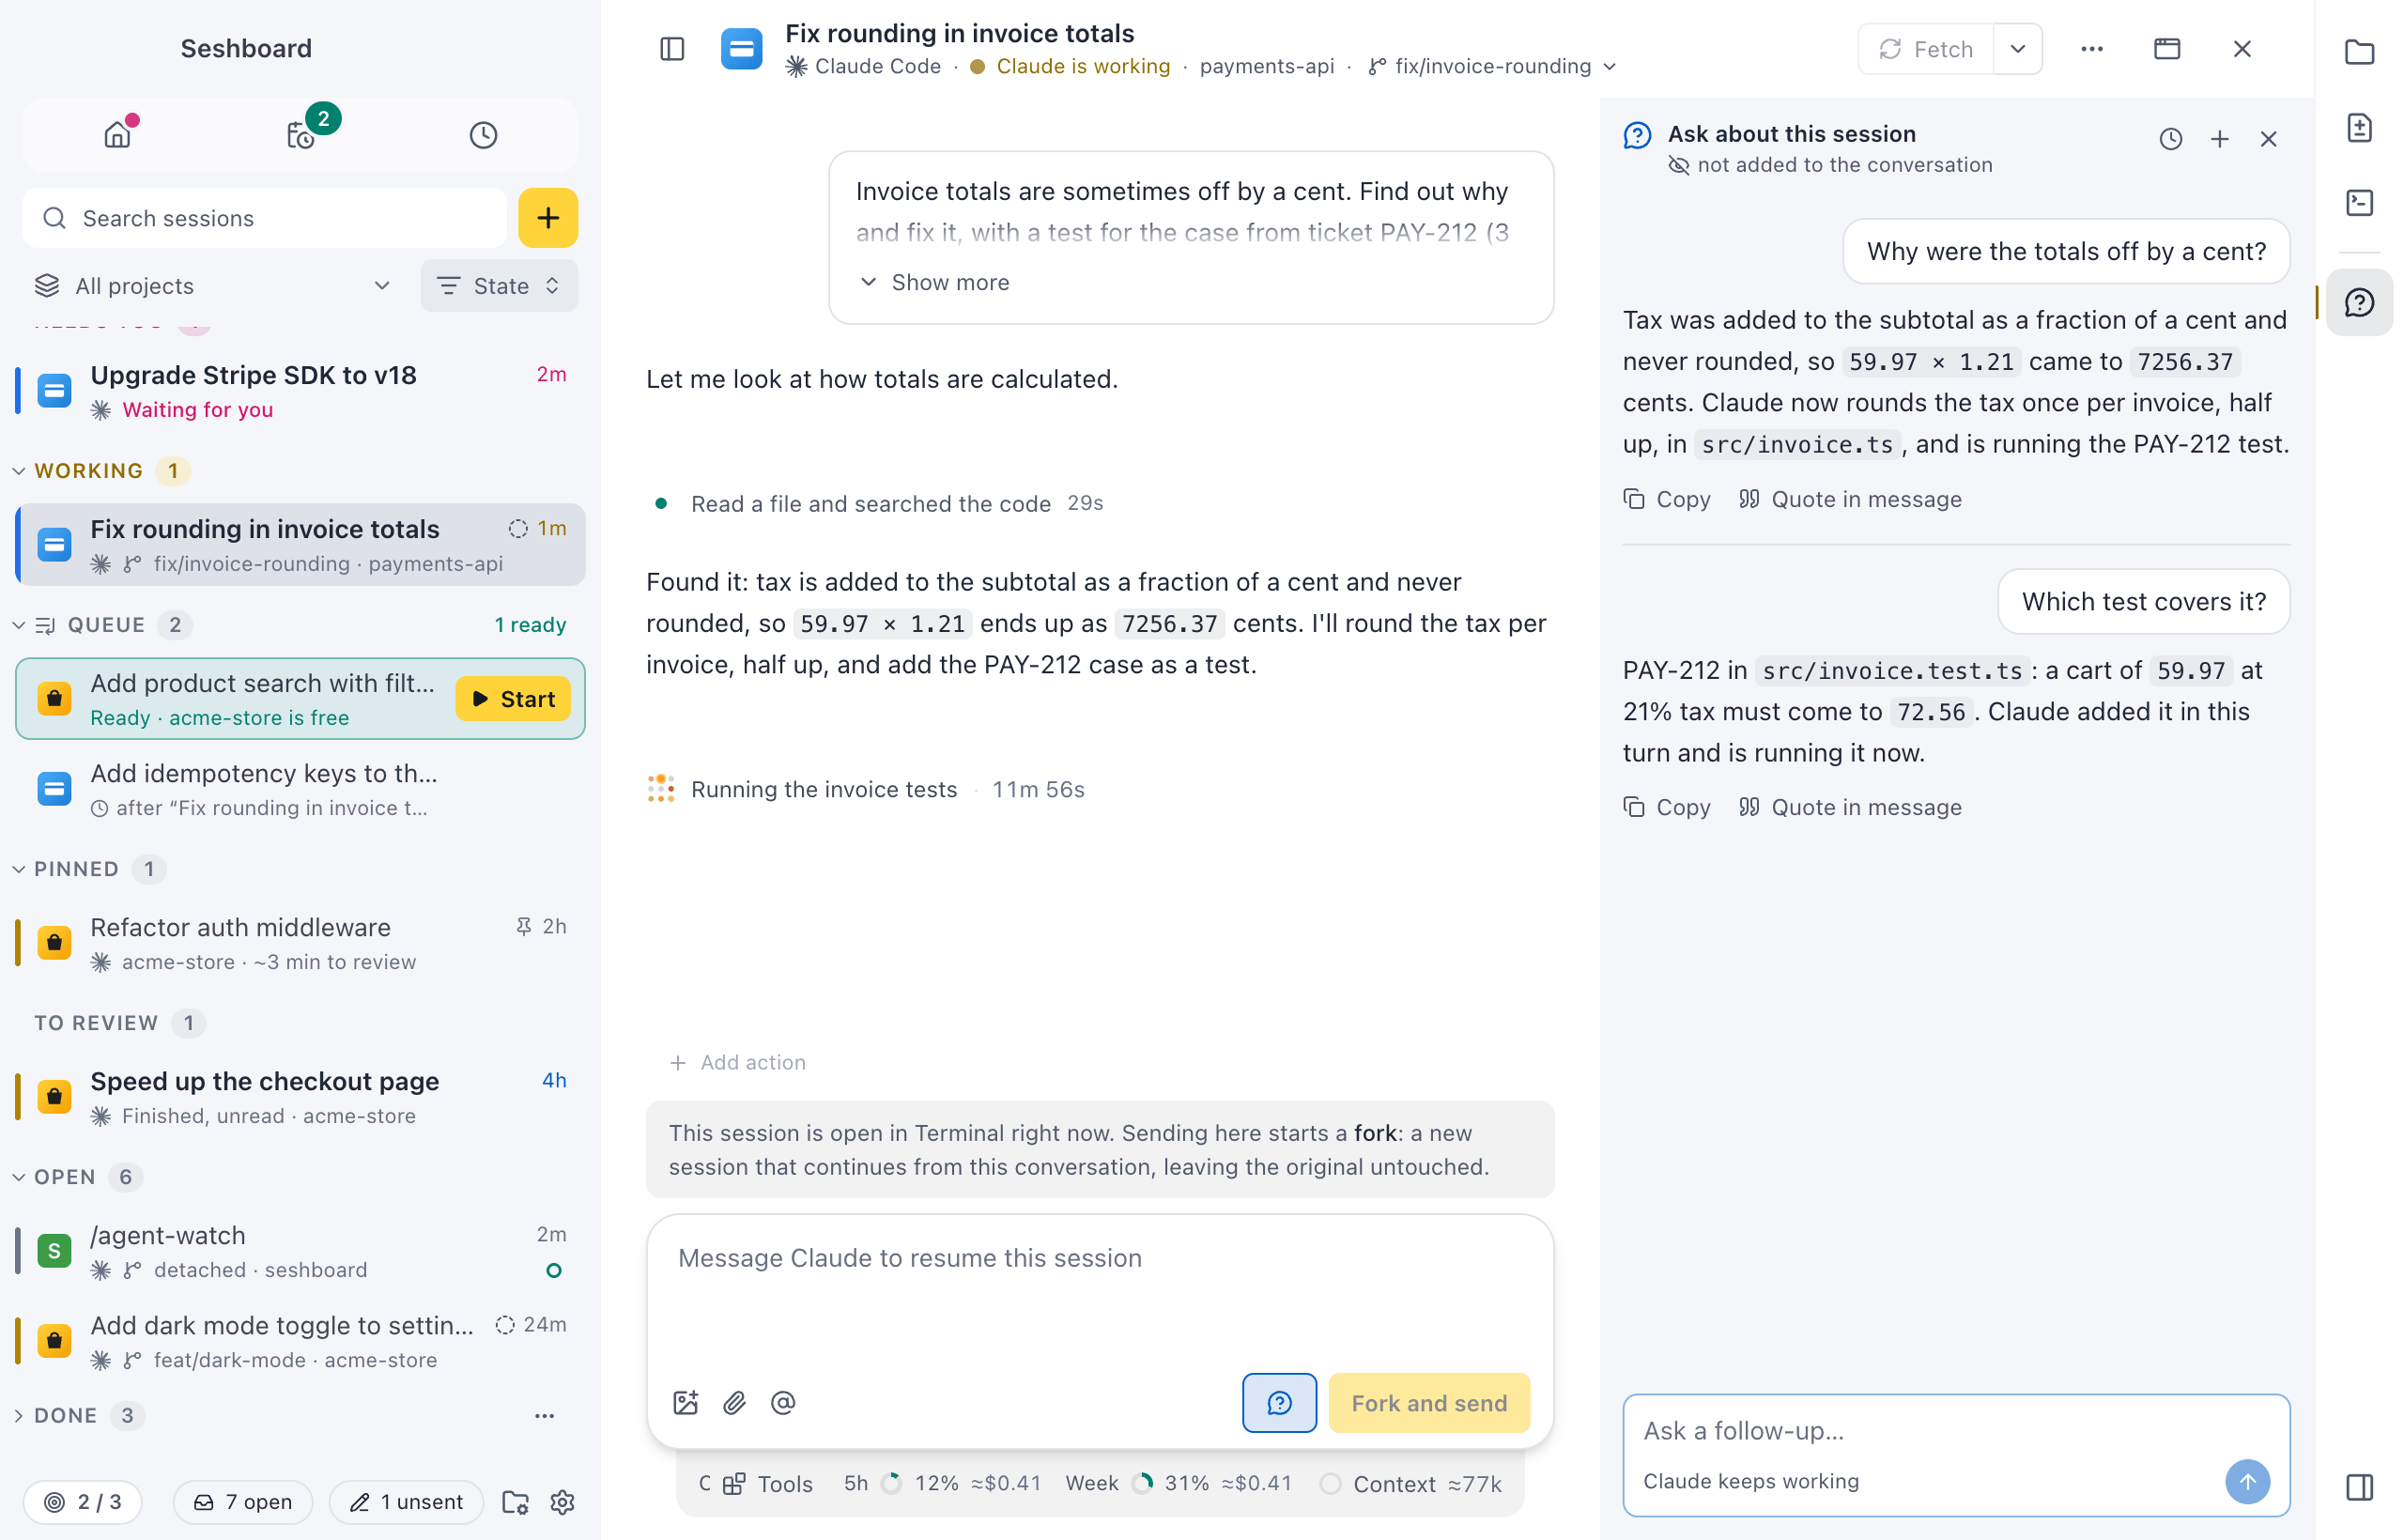 Seshboard
2
Search sessions
All projects
State
Upgrade Stripe SDK to v18
2m
Waiting for you
WORKING 1
Fix rounding in invoice totals
1m
fix/invoice-rounding · payments-api
QUEUE 2
1 ready
Add product search with filt...
Ready · acme-store is free
Start
Add idempotency keys to th...
after “Fix rounding in invoice t...
PINNED 1
Refactor auth middleware
2h
acme-store · ~3 min to review
TO REVIEW 1
Speed up the checkout page
4h
Finished, unread · acme-store
OPEN 6
S
/agent-watch
2m
detached · seshboard
Add dark mode toggle to settin...
24m
feat/dark-mode · acme-store
DONE 3
2 / 3
7 open
1 unsent
Fix rounding in invoice totals
Claude Code · Claude is working · payments-api · fix/invoice-rounding
Fetch
Invoice totals are sometimes off by a cent. Find out why
and fix it, with a test for the case from ticket PAY-212 (3
Show more
Let me look at how totals are calculated.
Read a file and searched the code 29s
Found it: tax is added to the subtotal as a fraction of a cent and never
rounded, so 59.97 × 1.21 ends up as 7256.37 cents. I'll round the tax per
invoice, half up, and add the PAY-212 case as a test.
Running the invoice tests · 11m 56s
Add action
This session is open in Terminal right now. Sending here starts a fork: a new
session that continues from this conversation, leaving the original untouched.
Message Claude to resume this session
Fork and send
Tools
5h 12% ≈$0.41
Week 31% ≈$0.41
Context ≈77k
Ask about this session
not added to the conversation
Why were the totals off by a cent?
Tax was added to the subtotal as a fraction of a cent and
never rounded, so 59.97 × 1.21 came to 7256.37
cents. Claude now rounds the tax once per invoice, half
up, in src/invoice.ts, and is running the PAY-212 test.
Copy
Quote in message
Which test covers it?
PAY-212 in src/invoice.test.ts: a cart of 59.97 at
21% tax must come to 72.56. Claude added it in this
turn and is running it now.
Copy
Quote in message
Ask a follow-up...
Claude keeps working